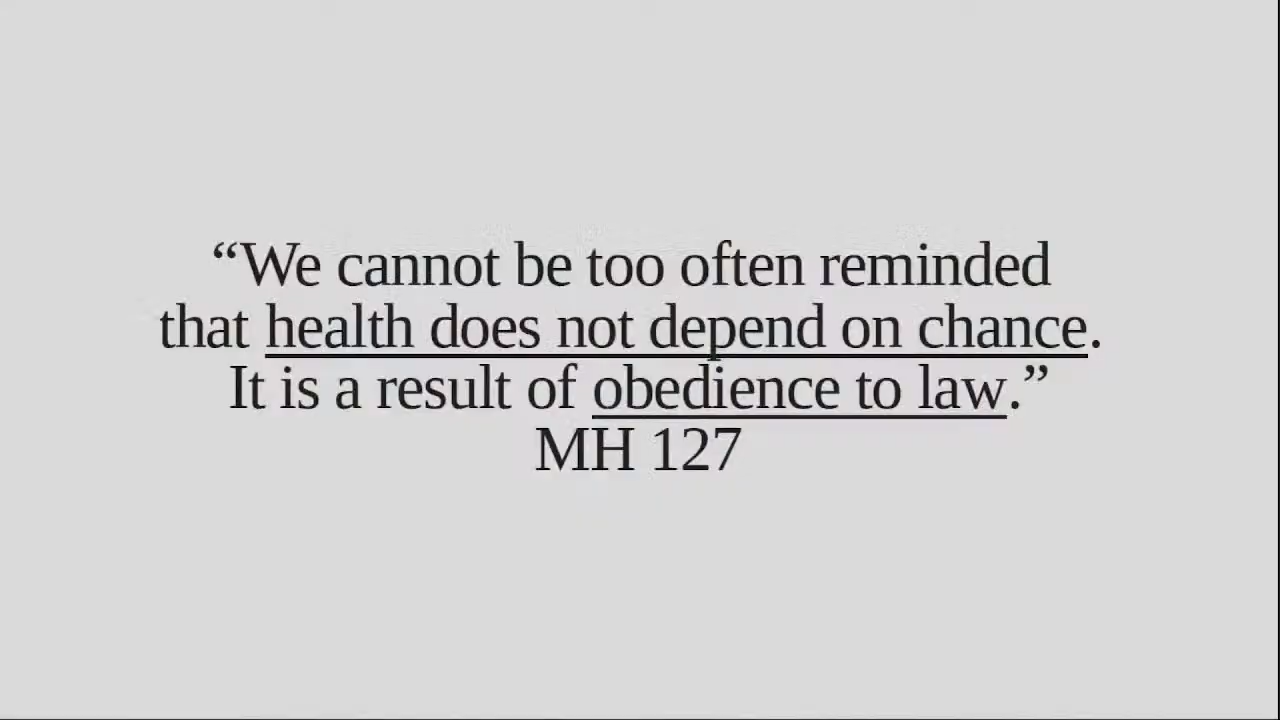 “We cannot be too often reminded
that health does not depend on chance.
It is a result of obedience to law.”
MH 127